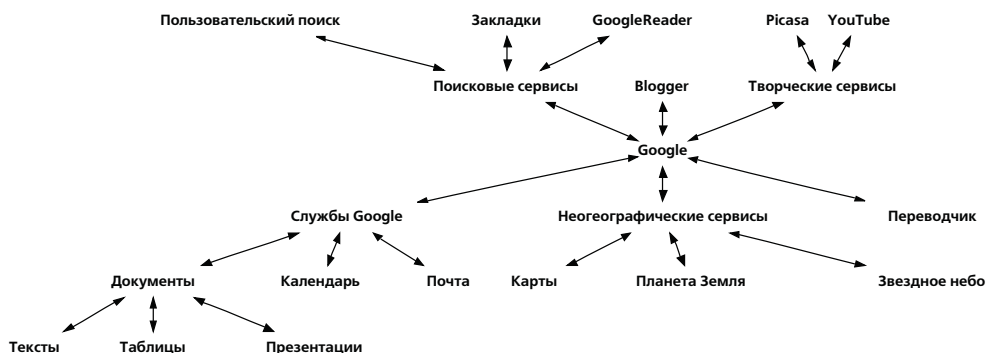 Пользовательский поиск
Закладки
GoogleReader
Picasa
YouTube
Поисковые сервисы
Blogger
Творческие сервисы
Google
Службы Google
Неогеографические сервисы
Переводчик
Документы
Календарь
Почта
Карты
Планета Земля
Звездное небо
Тексты
Таблицы
Презентации